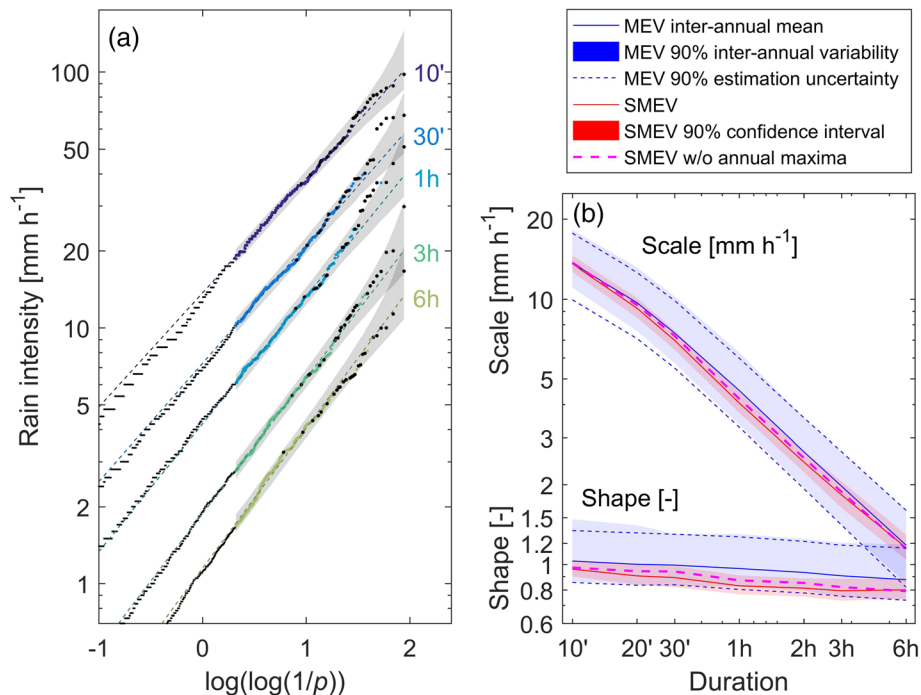 (a)
100
50
20
10
5
2
1
-1
0
1
2
Rain intensity [mm h-1]
log(log(1/p))
10'
30'
1h
3h
6h
MEV inter-annual mean
MEV 90% inter-annual variability
MEV 90% estimation uncertainty
SMEV
SMEV 90% confidence interval
SMEV w/o annual maxima
(b)
Scale [mm h-1]
Shape [-]
20
10
5
3
2
1.5
1.2
1
0.8
0.6
Scale [mm h-1]
Shape [-]
10'
20'
30'
1h
2h
3h
6h
Duration